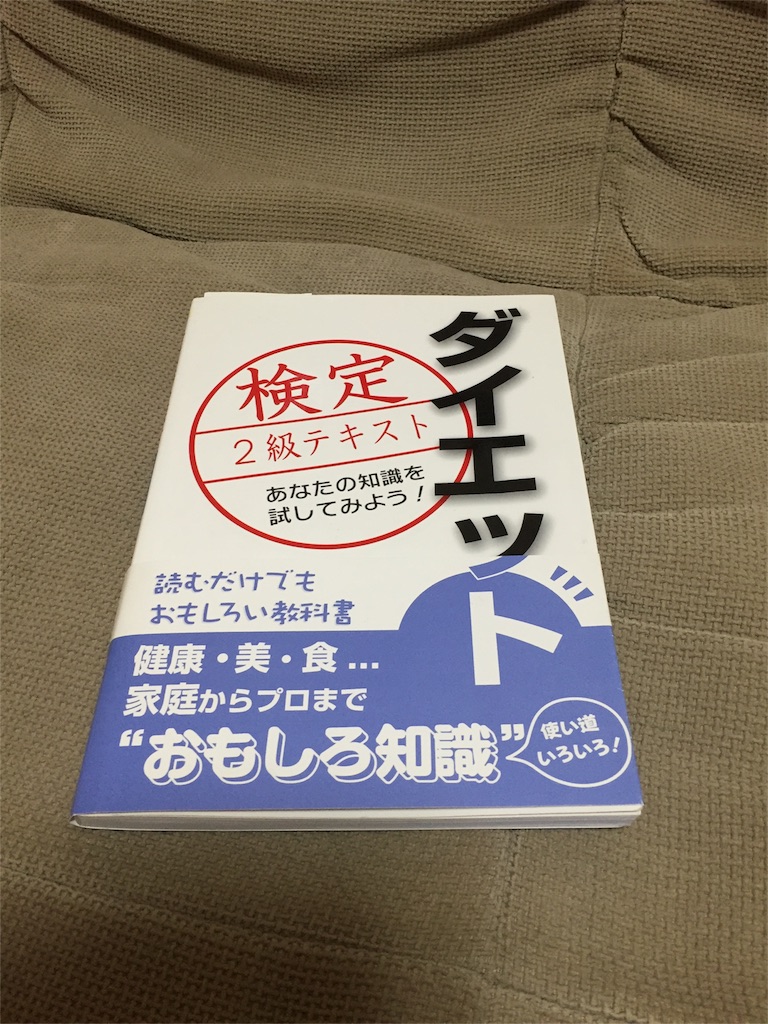 ダイエット
検定
2級テキスト
あなたの知識を
試してみよう!
読むだけでも
おもしろい教科書
健康・美・食...
家庭からプロまで
“おもしろ知識”
使い道
いろいろ!